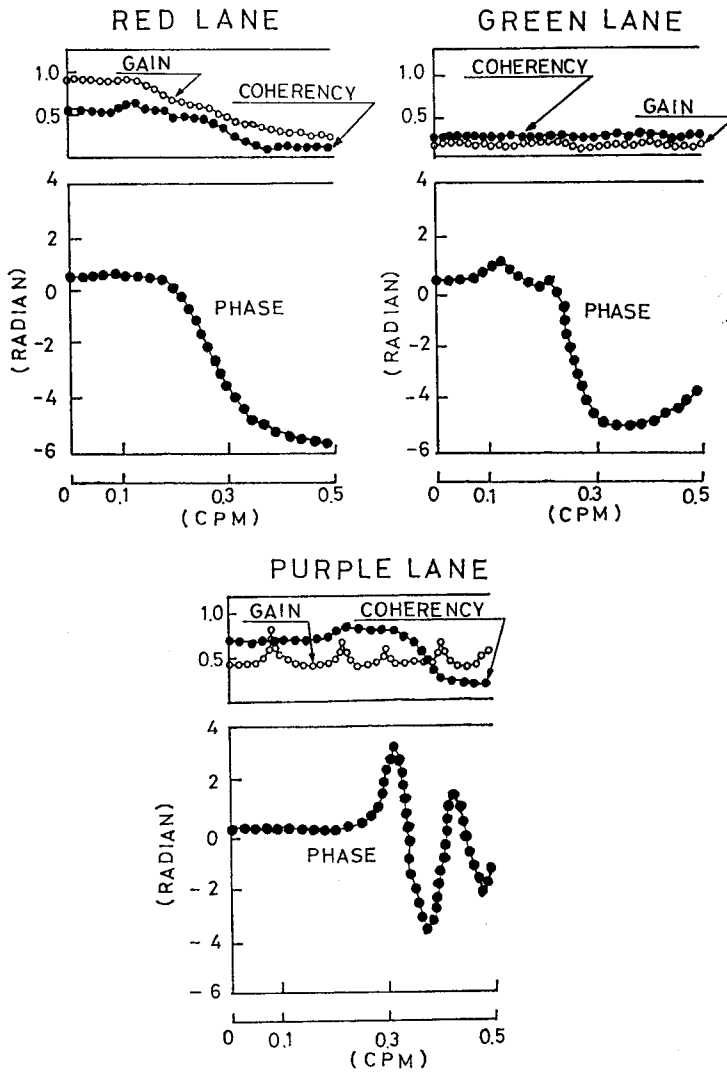 RED LANE
GAIN
COHERENCY
1.0
0.5
4
2
0
-2
-4
-6
(RADIAN)
PHASE
0 0.1 0.3 0.5
(CPM)
GREEN LANE
COHERENCY
GAIN
1.0
0.5
4
2
0
-2
-4
-6
(RADIAN)
PHASE
0 0.1 0.3 0.5
(CPM)
PURPLE LANE
GAIN
COHERENCY
1.0
0.5
4
2
0
-2
-4
-6
(RADIAN)
PHASE
0 0.1 0.3 0.5
(CPM)